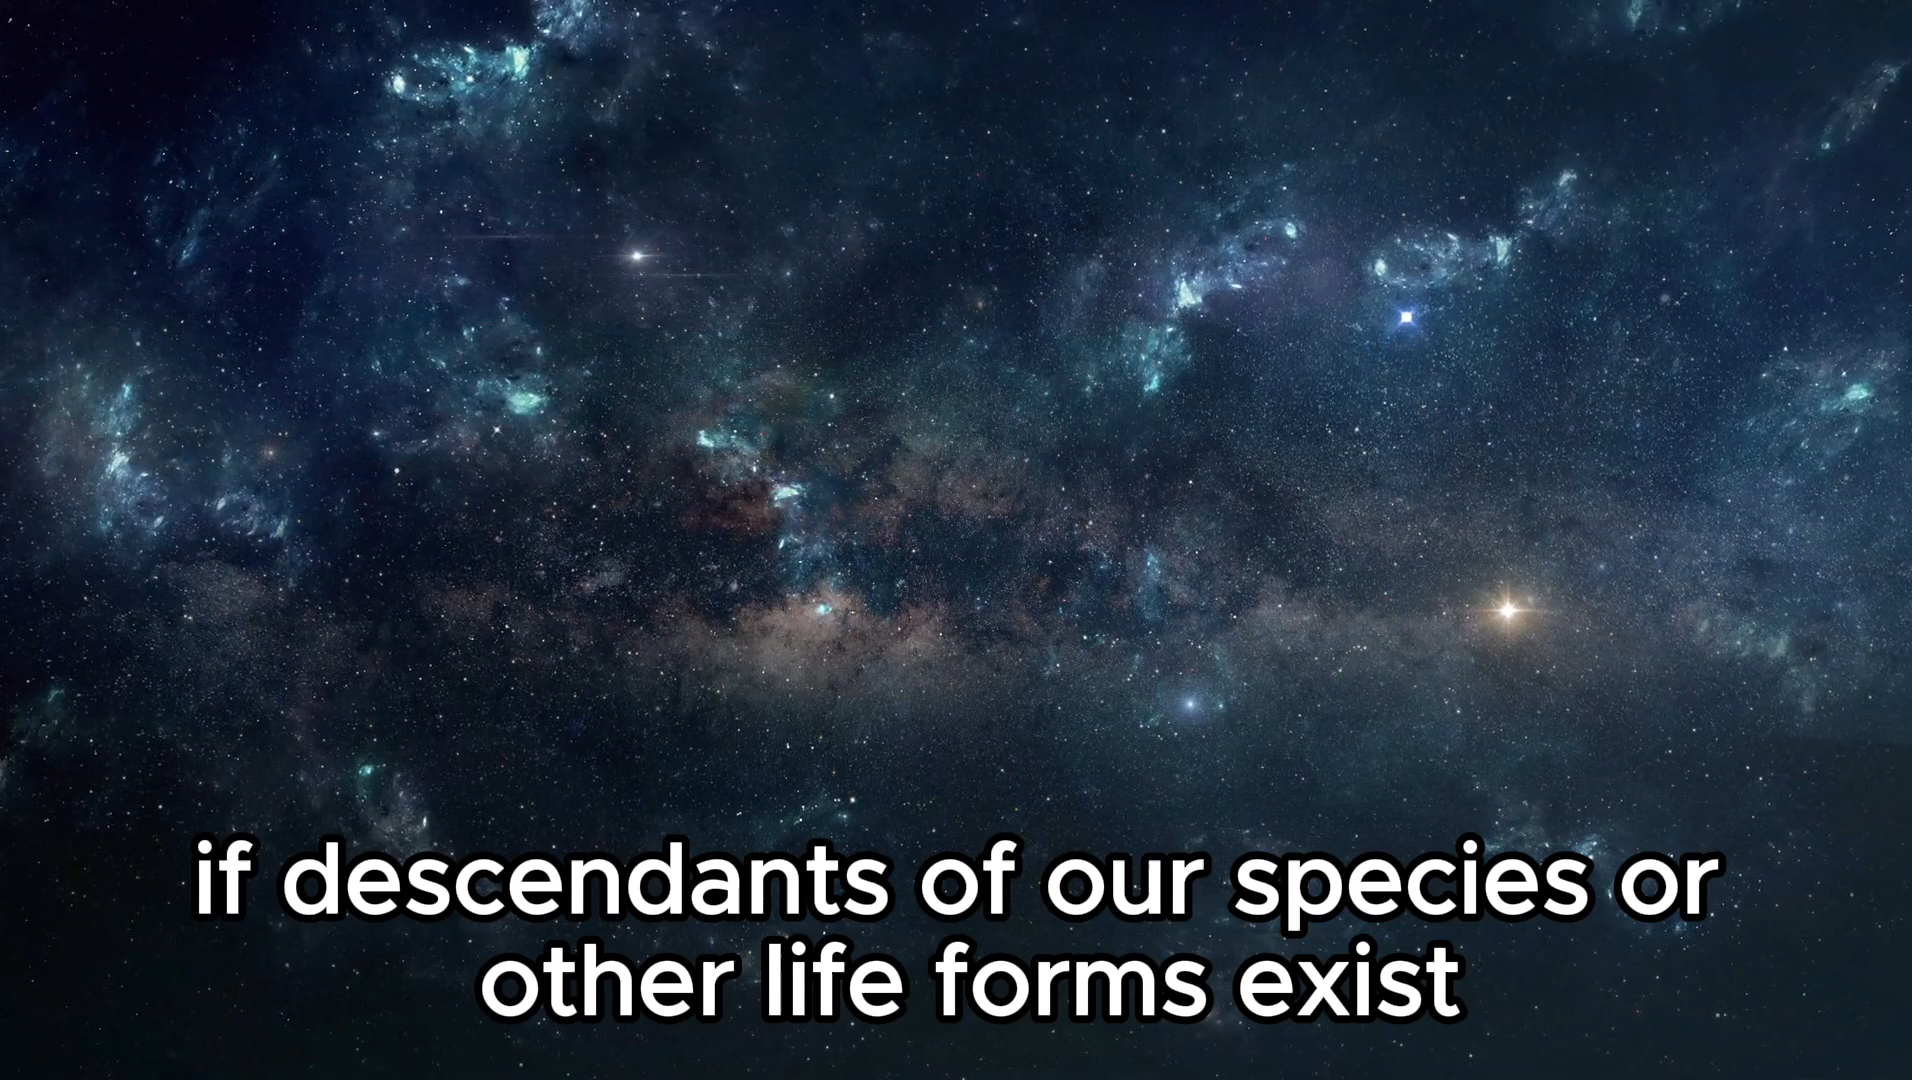 if descendants of our species or
other life forms exist